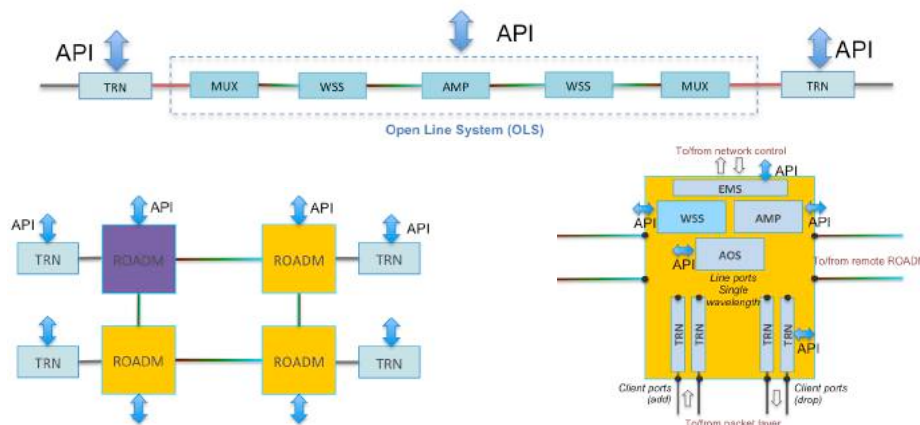 API
API
API
TRN
MUX
WSS
AMP
WSS
MUX
TRN
Open Line System (OLS)
API
API
API
API
TRN
ROADM
ROADM
TRN
TRN
ROADM
ROADM
TRN
To/from network control
API
EMS
WSS
AMP
API
API
AOS
API
Line ports
Single
wavelength
To/from remote ROADM
TRN
TRN
TRN
TRN
API
Client ports
(add)
Client ports
(drop)
To/from packet layer